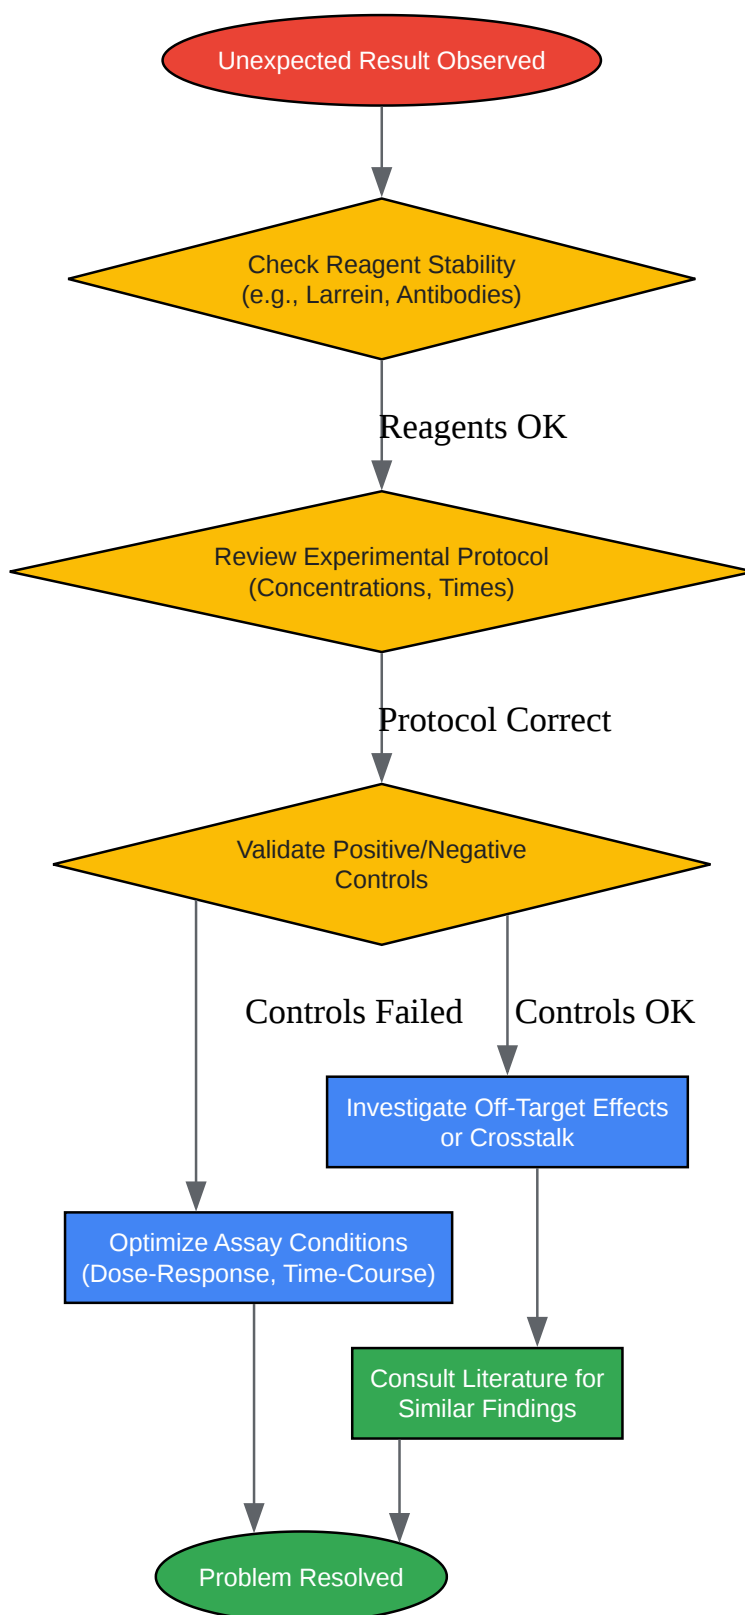 Unexpected Result Observed
Check Reagent Stability
(e.g., Larrein, Antibodies)
Reagents OK
Review Experimental Protocol
(Concentrations, Times)
Protocol Correct
Validate Positive/Negative
Controls
Controls Failed
Controls OK
Investigate Off-Target Effects
or Crosstalk
Optimize Assay Conditions
(Dose-Response, Time-Course)
Consult Literature for
Similar Findings
Problem Resolved